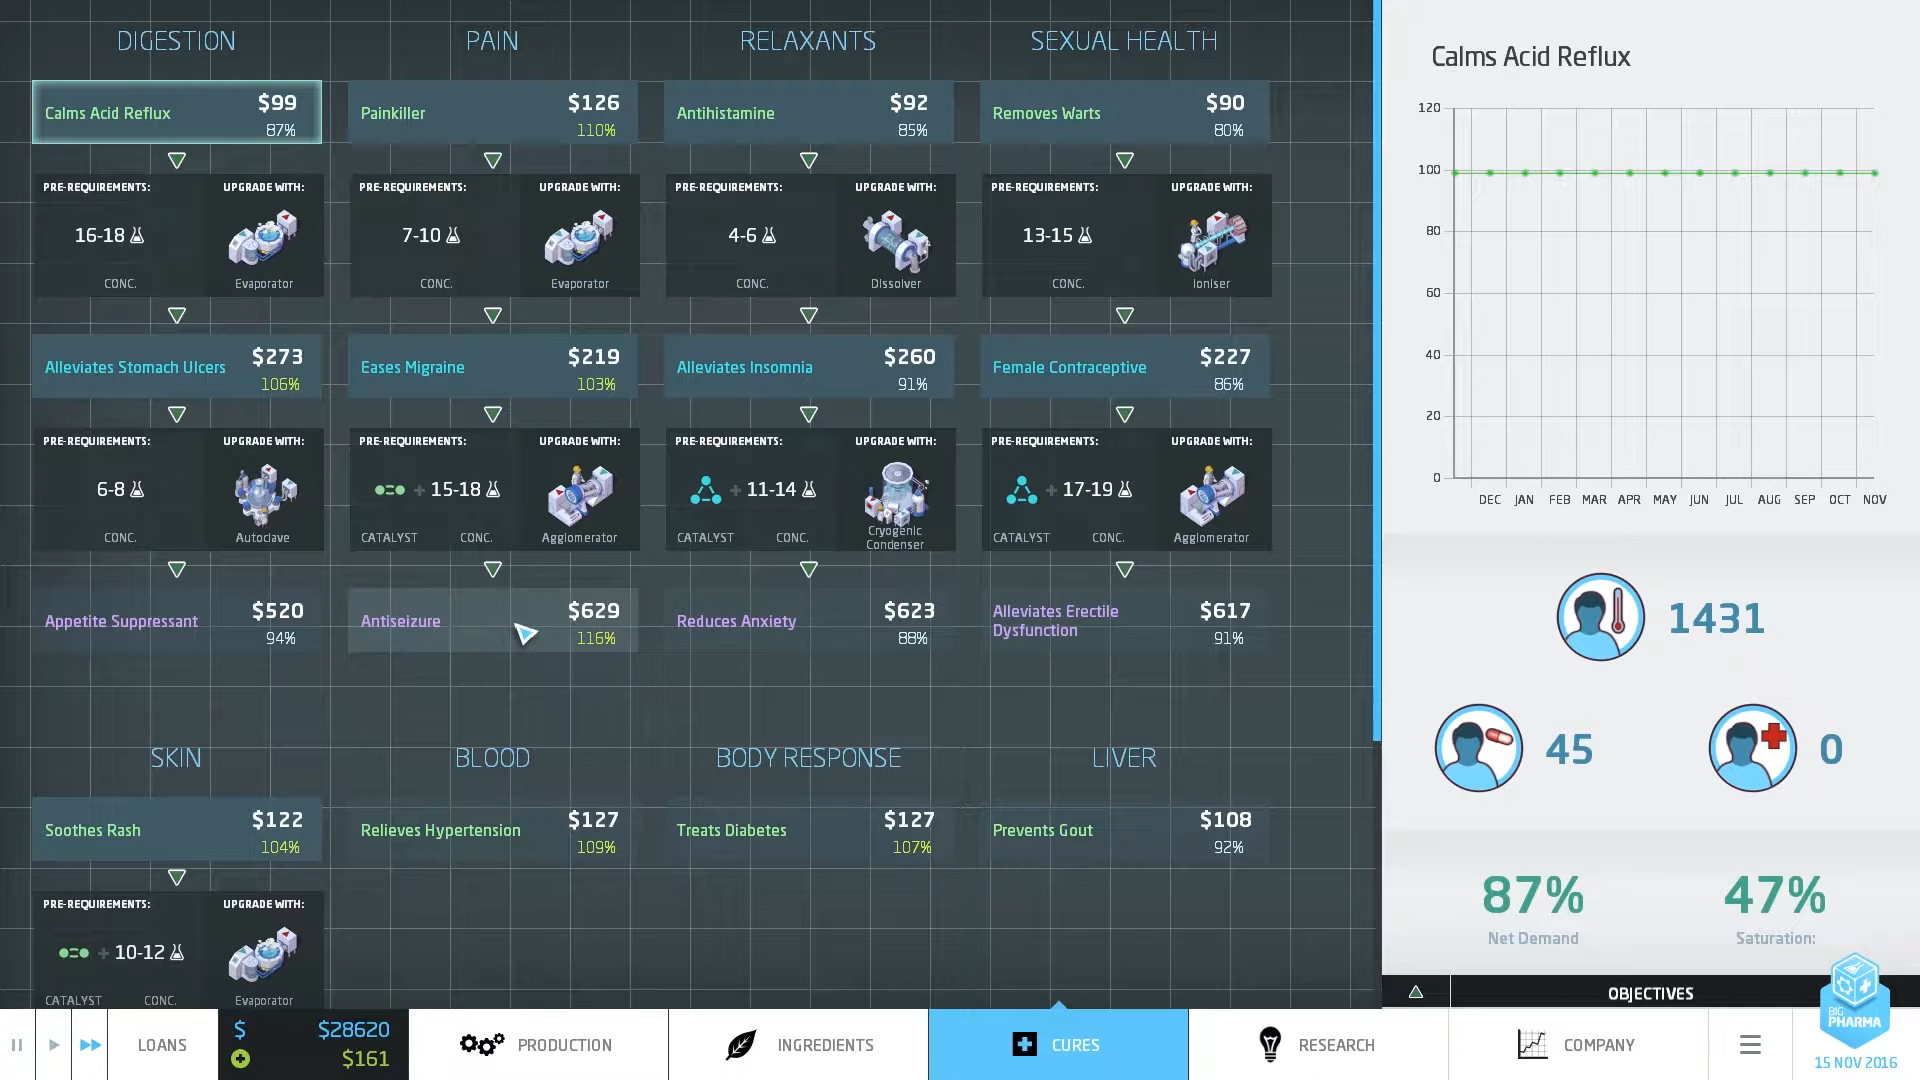 DIGESTION
PAIN
RELAXANTS
SEXUAL HEALTH
Calms Acid Reflux
$99
87%
Painkiller
$126
110%
Antihistamine
$92
85%
Removes Warts
$90
80%
PRE-REQUIREMENTS:
UPGRADE WITH:
16-18
CONC.
Evaporator
PRE-REQUIREMENTS:
UPGRADE WITH:
7-10
CONC.
Evaporator
PRE-REQUIREMENTS:
UPGRADE WITH:
4-6
CONC.
Dissolver
PRE-REQUIREMENTS:
UPGRADE WITH:
13-15
CONC.
Ioniser
Alleviates Stomach Ulcers
$273
106%
Eases Migraine
$219
103%
Alleviates Insomnia
$260
91%
Female Contraceptive
$227
86%
PRE-REQUIREMENTS:
UPGRADE WITH:
6-8
CONC.
Autoclave
PRE-REQUIREMENTS:
UPGRADE WITH:
+ 15-18
CATALYST
CONC.
Agglomerator
PRE-REQUIREMENTS:
UPGRADE WITH:
+ 11-14
CATALYST
CONC.
Cryogenic
Condenser
PRE-REQUIREMENTS:
UPGRADE WITH:
+ 17-19
CATALYST
CONC.
Agglomerator
Appetite Suppressant
$520
94%
Antiseizure
$629
116%
Reduces Anxiety
$623
88%
Alleviates Erectile
Dysfunction
$617
91%
SKIN
BLOOD
BODY RESPONSE
LIVER
Soothes Rash
$122
104%
Relieves Hypertension
$127
109%
Treats Diabetes
$127
107%
Prevents Gout
$108
92%
PRE-REQUIREMENTS:
UPGRADE WITH:
+ 10-12
CATALYST
CONC.
Evaporator
Calms Acid Reflux
120
100
80
60
40
20
0
DEC JAN FEB MAR APR MAY JUN JUL AUG SEP OCT NOV
1431
45
0
87%
Net Demand
47%
Saturation:
OBJECTIVES
BIG
PHARMA
15 NOV 2016
LOANS
$ $28620
$161
PRODUCTION
INGREDIENTS
CURES
RESEARCH
COMPANY